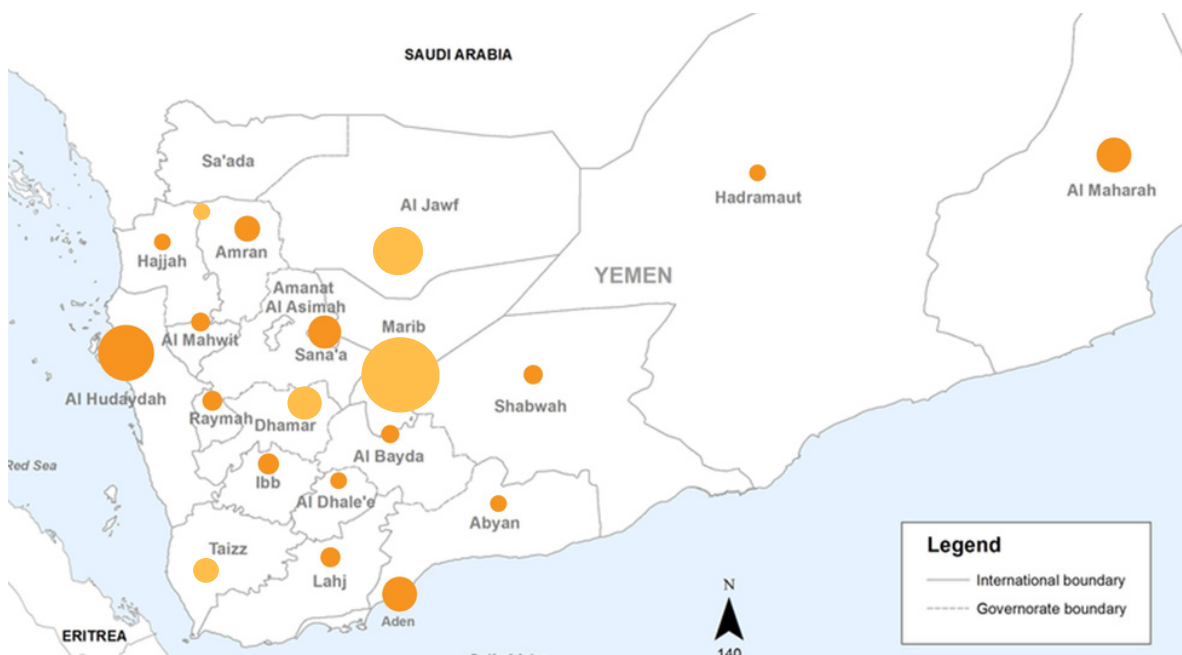 SAUDI ARABIA
Sa'ada
Al Jawf
Hadramaut
Al Maharah
Hajjah
Amran
YEMEN
Amanat
Al Asimah
Marib
Al Mahwit
Sana'a
Al Hudaydah
Raymah
Dhamar
Shabwah
Al Bayda
Red Sea
Ibb
Al Dhale'e
Abyan
Taizz
Lahj
Aden
ERITREA
N
140
Legend
International boundary
Governorate boundary